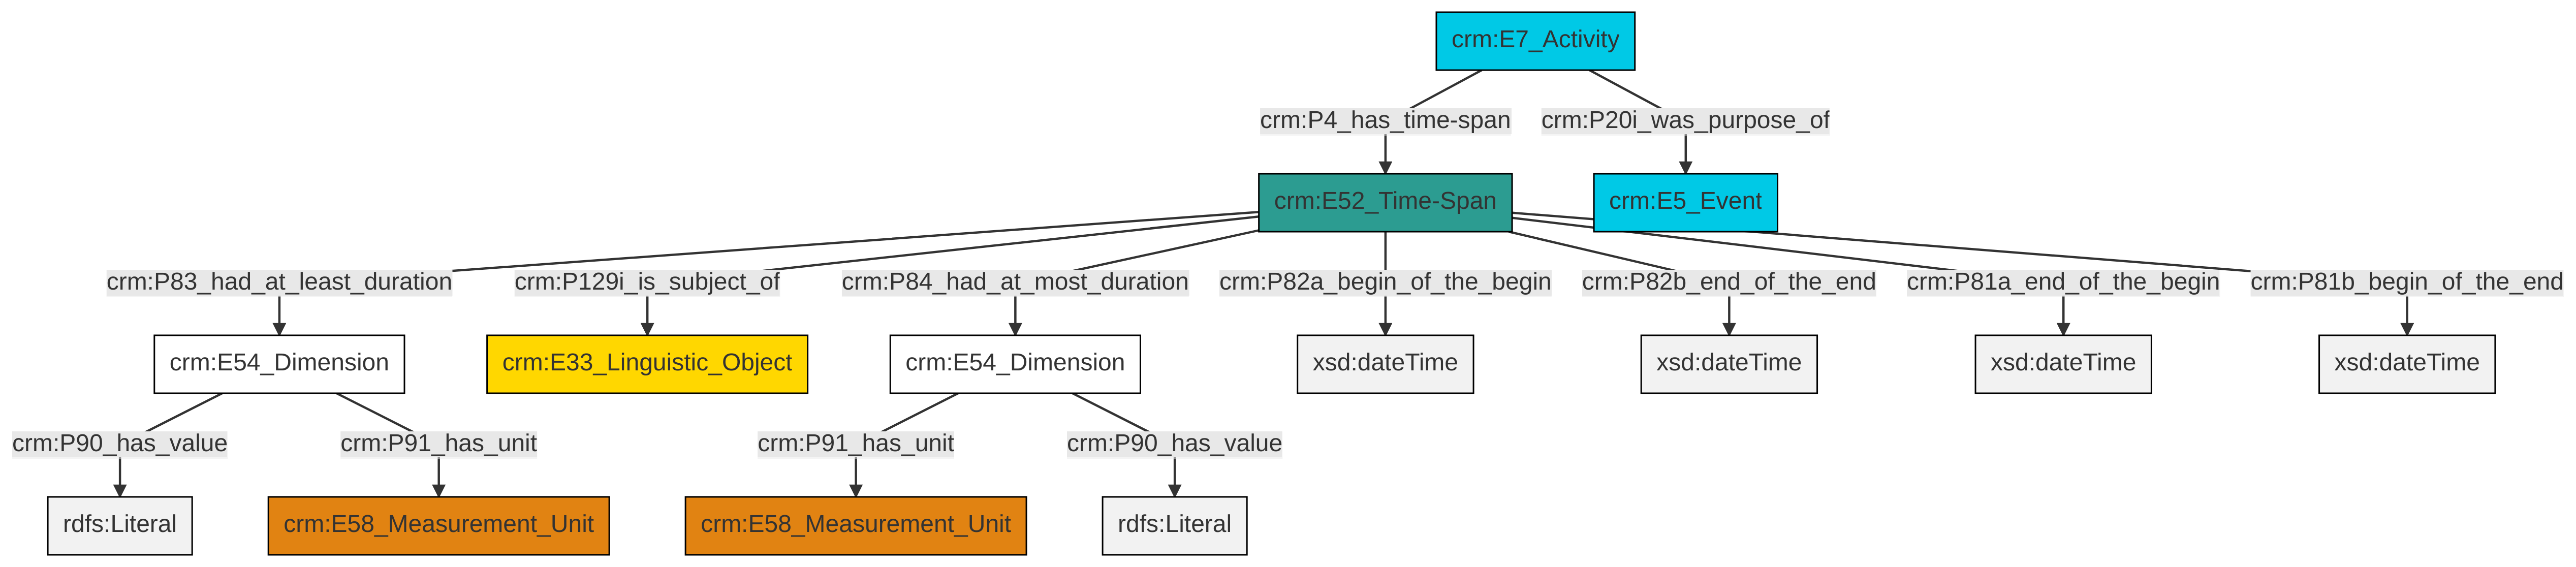 crm:E7_Activity
crm:P4_has_time-span
crm:P20i_was_purpose_of
crm:E52_Time-Span
crm:E5_Event
crm:P83_had_at_least_duration
crm:P129i_is_subject_of
crm:P84_had_at_most_duration
crm:P82a_begin_of_the_begin
crm:P82b_end_of_the_end
crm:P81a_end_of_the_begin
crm:P81b_begin_of_the_end
crm:E54_Dimension
crm:E33_Linguistic_Object
crm:E54_Dimension
xsd:dateTime
xsd:dateTime
xsd:dateTime
xsd:dateTime
crm:P90_has_value
crm:P91_has_unit
crm:P91_has_unit
crm:P90_has_value
rdfs:Literal
crm:E58_Measurement_Unit
crm:E58_Measurement_Unit
rdfs:Literal